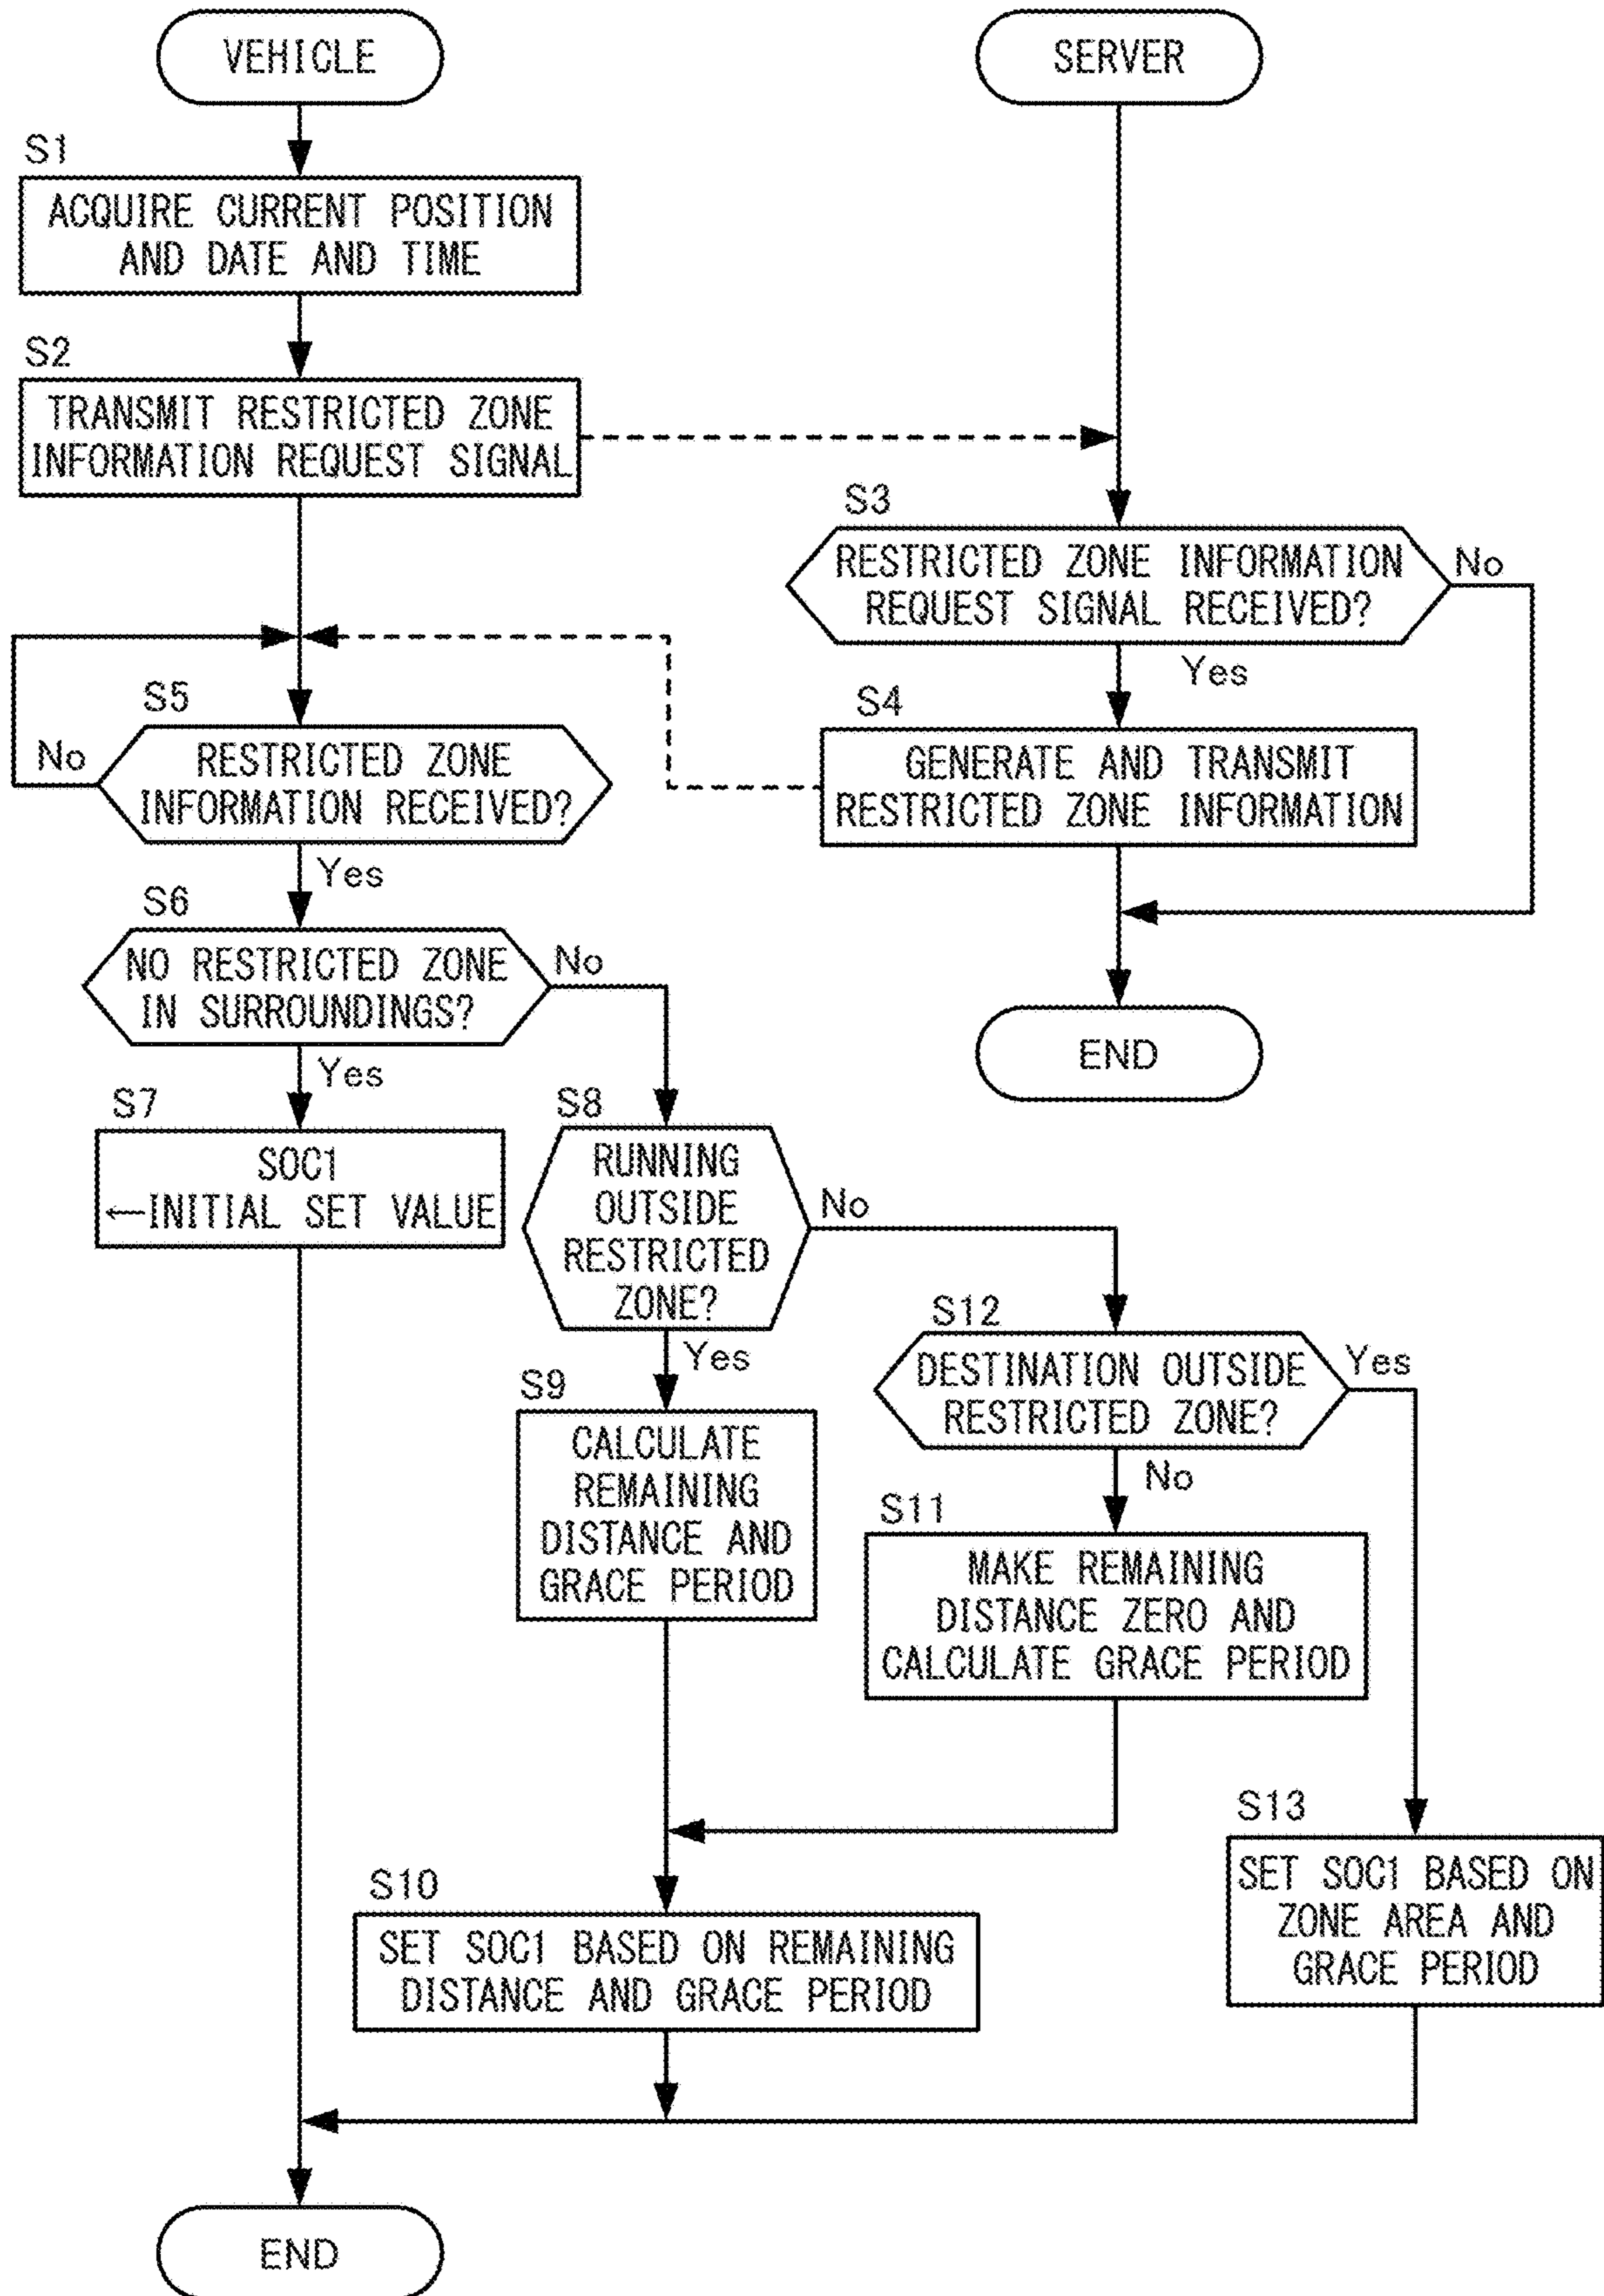 VEHICLE
SERVER
S1
ACQUIRE CURRENT POSITION
AND DATE AND TIME
S2
TRANSMIT RESTRICTED ZONE
INFORMATION REQUEST SIGNAL
S3
RESTRICTED ZONE INFORMATION
REQUEST SIGNAL RECEIVED?
No
Yes
S4
GENERATE AND TRANSMIT
RESTRICTED ZONE INFORMATION
END
S5
No
RESTRICTED ZONE
INFORMATION RECEIVED?
Yes
S6
NO RESTRICTED ZONE
IN SURROUNDINGS?
No
Yes
S7
SOC1
←INITIAL SET VALUE
S8
RUNNING
OUTSIDE
RESTRICTED
ZONE?
No
Yes
S9
CALCULATE
REMAINING
DISTANCE AND
GRACE PERIOD
S12
DESTINATION OUTSIDE
RESTRICTED ZONE?
Yes
No
S11
MAKE REMAINING
DISTANCE ZERO AND
CALCULATE GRACE PERIOD
S13
SET SOC1 BASED ON
ZONE AREA AND
GRACE PERIOD
S10
SET SOC1 BASED ON REMAINING
DISTANCE AND GRACE PERIOD
END